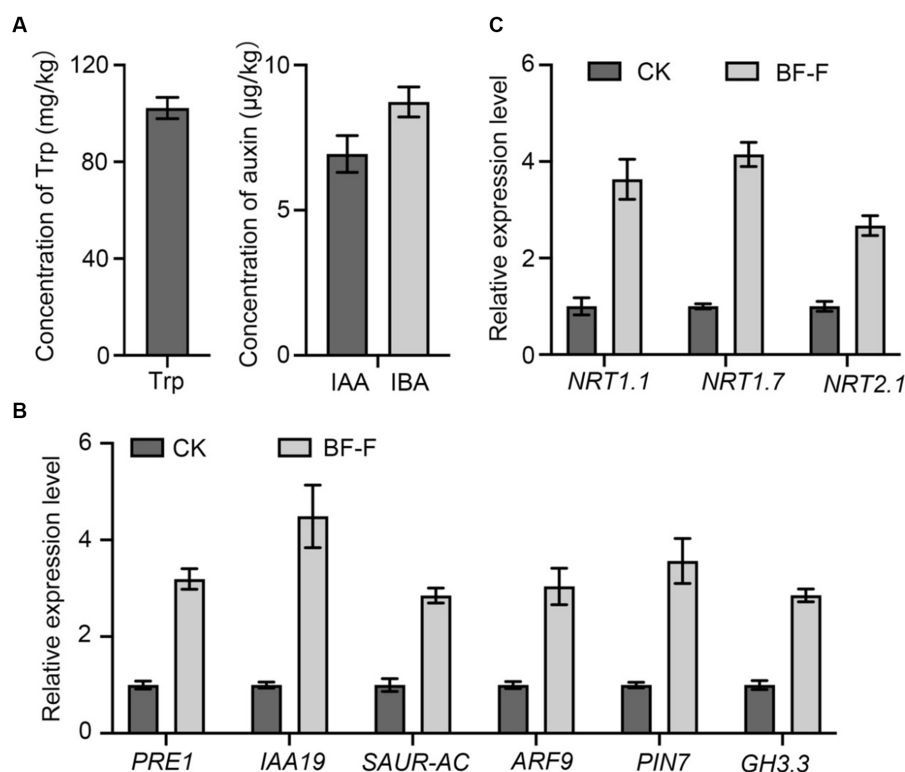 A
Concentration of Trp (mg/kg)
120
80
40
0
Trp
Concentration of auxin (μg/kg)
10
5
0
IAA IBA
C
CK BF-F
Relative expression level
6
4
2
0
NRT1.1 NRT1.7 NRT2.1
B
CK BF-F
Relative expression level
6
4
2
0
PRE1 IAA19 SAUR-AC ARF9 PIN7 GH3.3